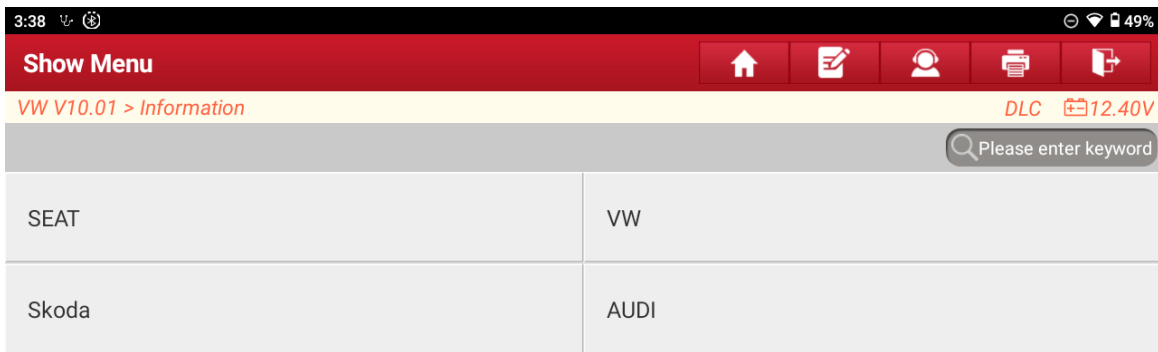 3:38 49%
Show Menu
VW V10.01 > Information DLC 12.40V
Please enter keyword
SEAT VW
Skoda AUDI